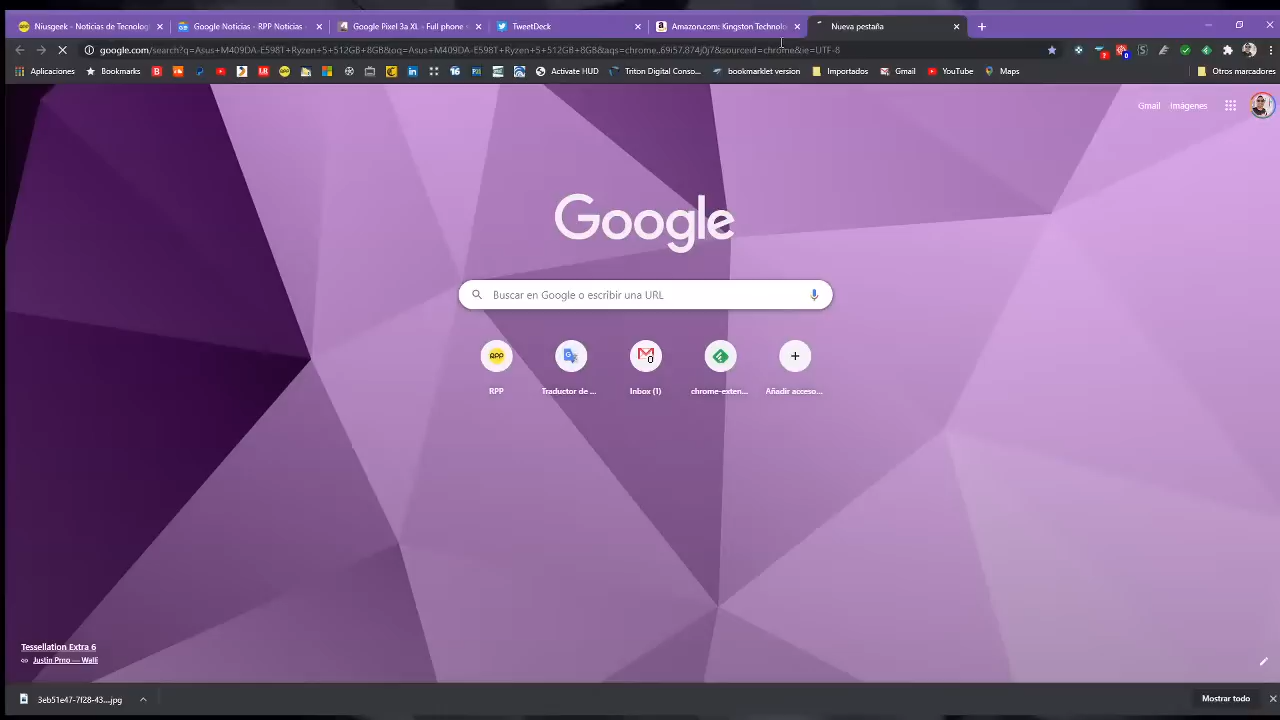 Niusgeek - Noticias de Tecnolog
Google Noticias - RPP Noticias
Google Pixel 3a XL - Full phone
TweetDeck
Amazon.com: Kingston Technolo
Nueva pestaña
google.com/search?q=Asus+M409DA-E598T+Ryzen+5+512GB+8GB&oq=Asus+M409DA-E598T+Ryzen+5+512GB+8GB&aqs=chrome..69i57.874j0j7&sourceid=chrome&ie=UTF-8
Aplicaciones
Bookmarks
16
Activate HUD
Triton Digital Conso...
bookmarklet version
Importados
Gmail
YouTube
Maps
Otros marcadores
Gmail
Imágenes
Google
Buscar en Google o escribir una URL
RPP
Traductor de ...
Inbox (1)
chrome-exten...
Añadir acceso...
Tessellation Extra 6
Justin Prno — Walli
3eb51e47-7f28-43....jpg
Mostrar todo